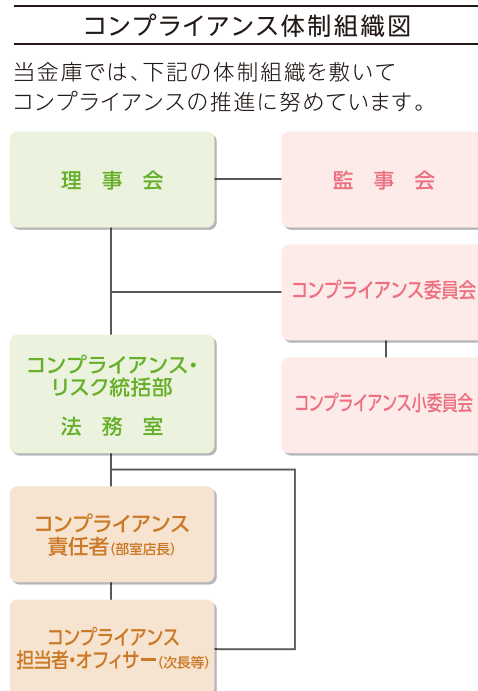 コンプライアンス体制組織図
当金庫では、下記の体制組織を敷いて
コンプライアンスの推進に努めています。
理事会
監事会
コンプライアンス委員会
コンプライアンス・
リスク統括部
法務室
コンプライアンス小委員会
コンプライアンス
責任者(部室店長)
コンプライアンス
担当者・オフィサー(次長等)